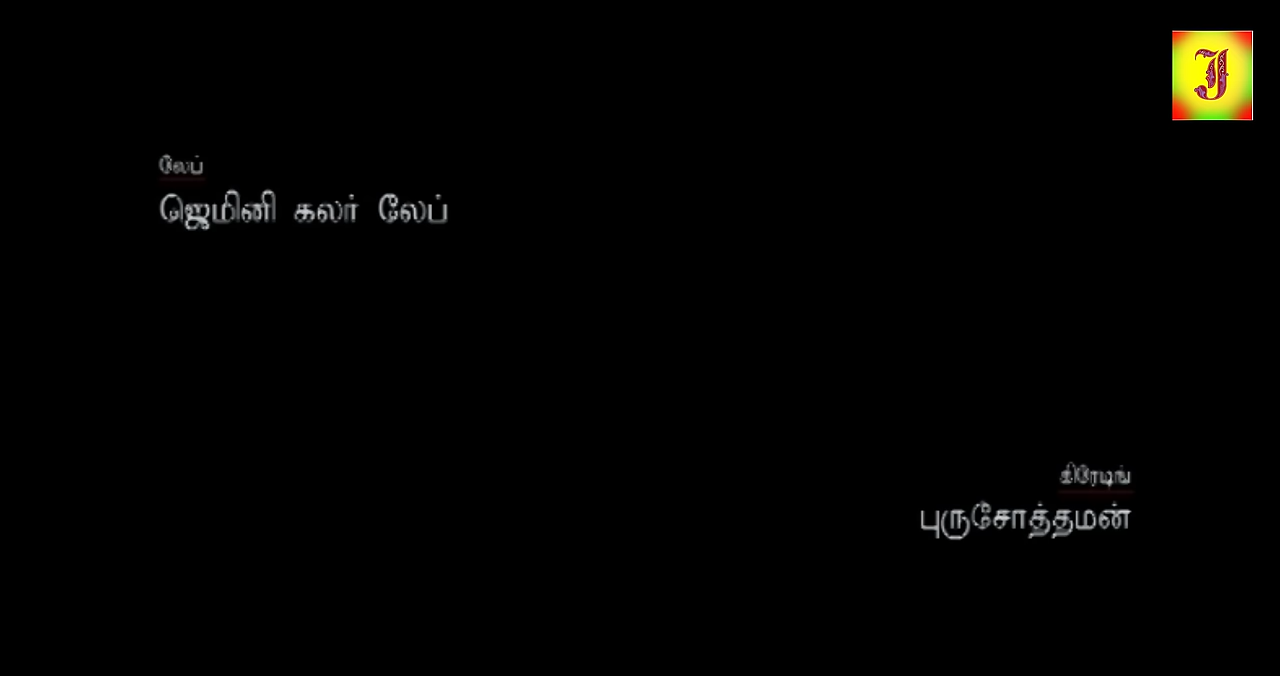 J
லேப்
ஜெமினி கலர் லேப்
கிரேடிங்
புருசோத்தமன்